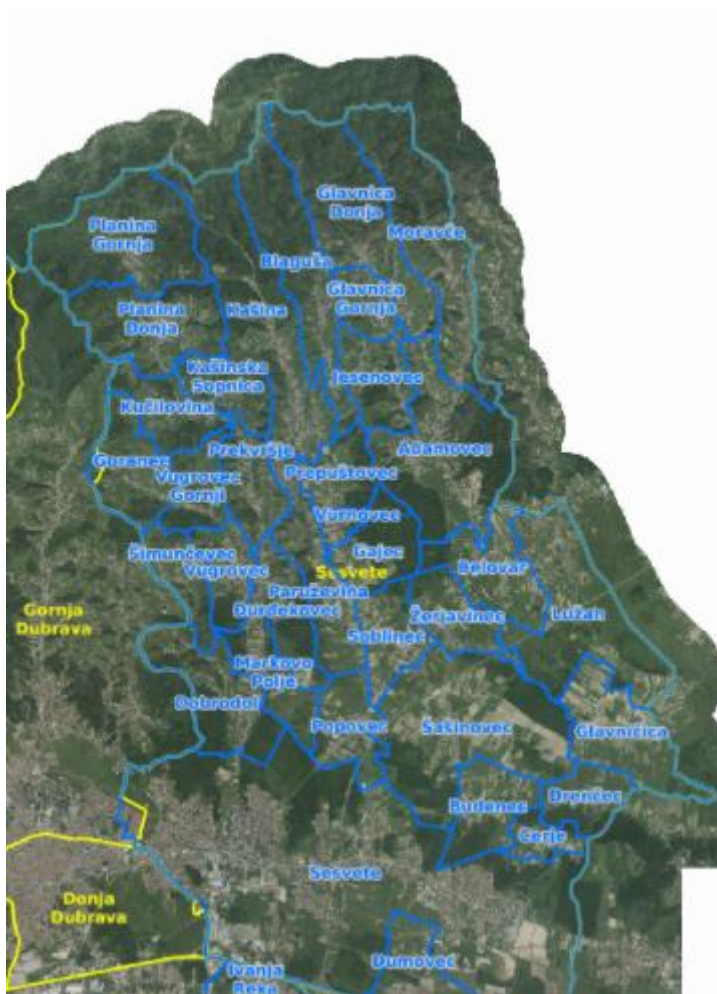 Glavnica
Donja
Planina
Gornja
Moravče
Blaguša
Glavnica
Gornja
Kašina
Planina
Donja
Kašinska
Sopnica
Jesenovec
Kučilovina
Prekvršje
Adamovec
Goranec
Prepuštovec
Vugrovec
Gornji
Vurnovec
Šimunčevec
Gajec
Vugrovec
Belovar
Sesvete
Paruževina
Đurđekovec
Gornja
Dubrava
Žerjavinec
Lužan
Soblinec
Markovo
Polje
Dobrodol
Popovec
Šašinovec
Glavničica
Budenec
Drenčec
Cerje
Sesvete
Donja
Dubrava
Dumovec
Ivanja
Reka